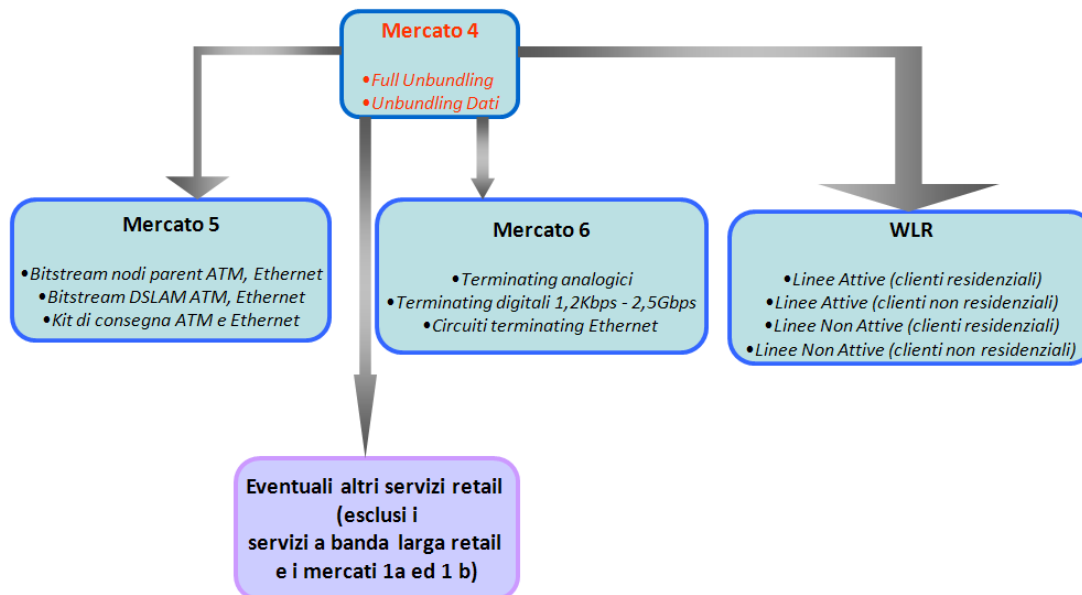 Mercato 4
•Full Unbundling
•Unbundling Dati
Mercato 5
•Bitstream nodi parent ATM, Ethernet
•Bitstream DSLAM ATM, Ethernet
•Kit di consegna ATM e Ethernet
Mercato 6
•Terminating analogici
•Terminating digitali 1,2Kbps - 2,5Gbps
•Circuiti terminating Ethernet
WLR
•Linee Attive (clienti residenziali)
•Linee Attive (clienti non residenziali)
•Linee Non Attive (clienti residenziali)
•Linee Non Attive (clienti non residenziali)
Eventuali altri servizi retail
(esclusi i
servizi a banda larga retail
e i mercati 1a ed 1 b)